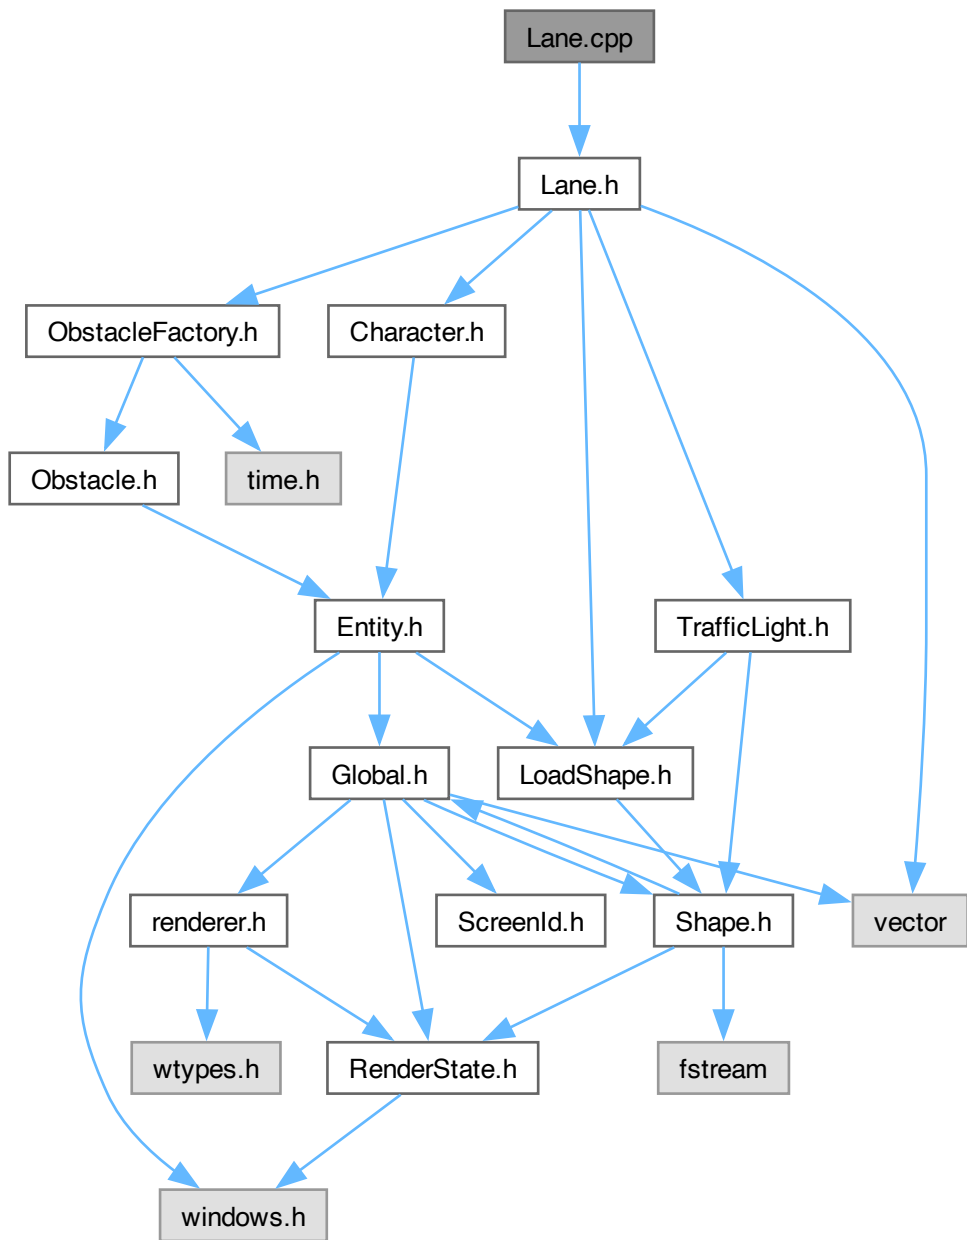 Lane.cpp
Lane.h
ObstacleFactory.h
Character.h
Obstacle.h
time.h
Entity.h
TrafficLight.h
Global.h
LoadShape.h
renderer.h
ScreenId.h
Shape.h
vector
wtypes.h
RenderState.h
fstream
windows.h